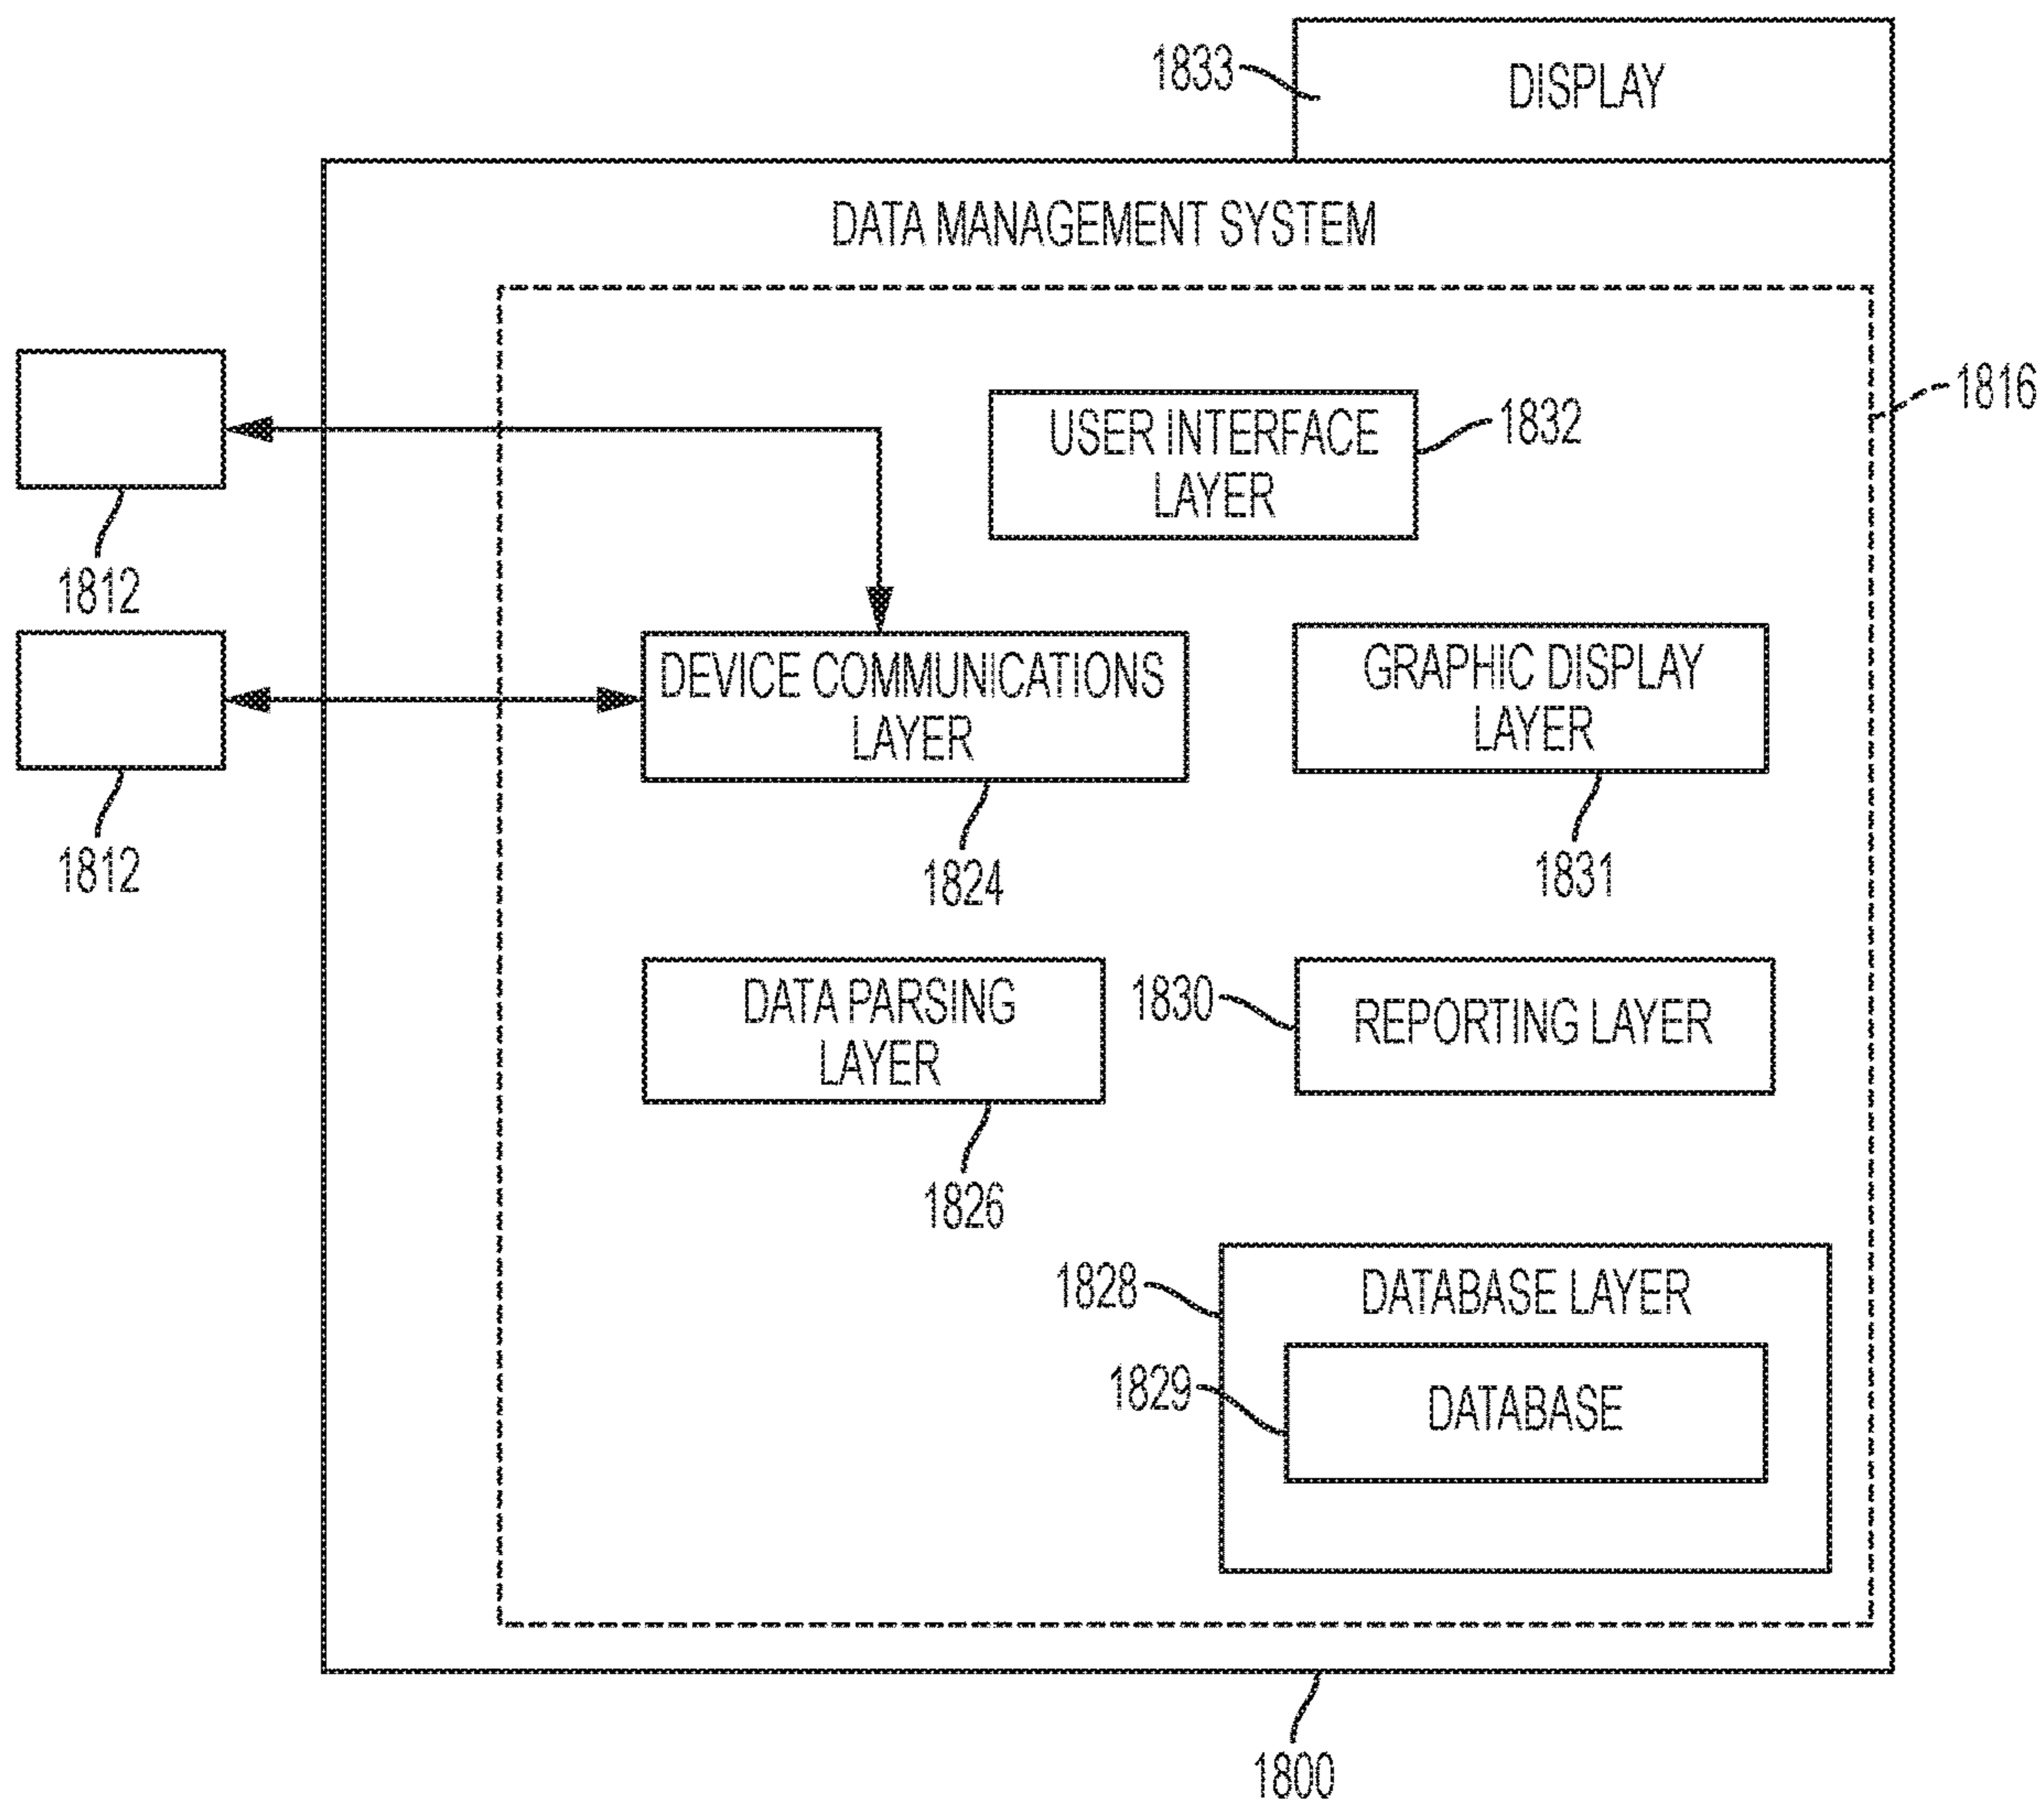 1833
DISPLAY
DATA MANAGEMENT SYSTEM
1816
USER INTERFACE
LAYER
1832
1812
DEVICE COMMUNICATIONS
LAYER
GRAPHIC DISPLAY
LAYER
1812
1824
1831
DATA PARSING
LAYER
1830
REPORTING LAYER
1826
1828
DATABASE LAYER
1829
DATABASE
1800